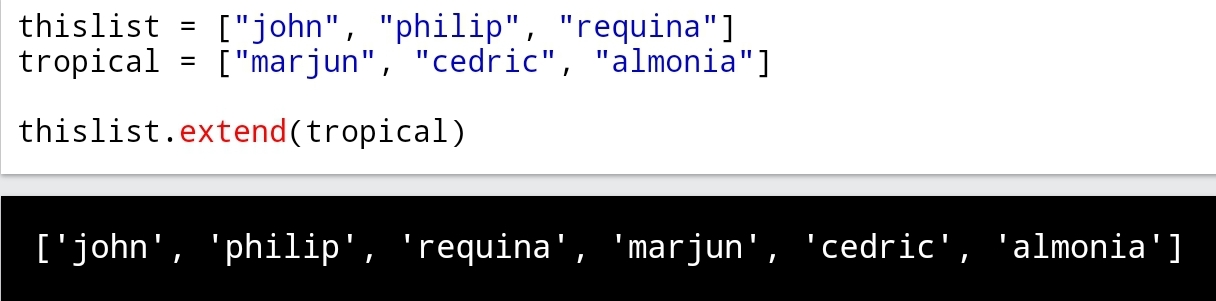 thislist = ["john", "philip", "requina"]
tropical = ["marjun", "cedric", "almonia"]
thislist.extend(tropical)
['john', 'philip', 'requina', 'marjun', 'cedric', 'almonia']